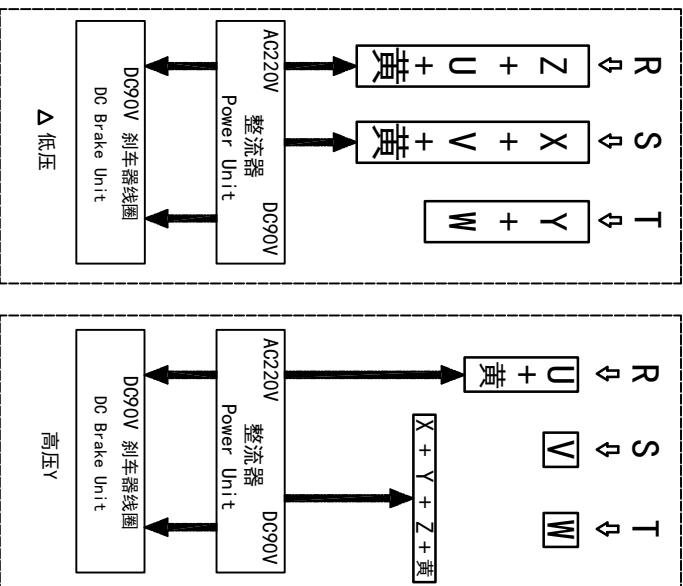 R S T
Z + U + 黄
X + V + 黄
Y + W
AC220V DC90V
整流器
Power Unit
DC90V 刹车器线圈
DC Brake Unit
Δ 低压
R S T
U + 黄
V
W
X + Y + Z + 黄
AC220V DC90V
整流器
Power Unit
DC90V 刹车器线圈
DC Brake Unit
高压Y